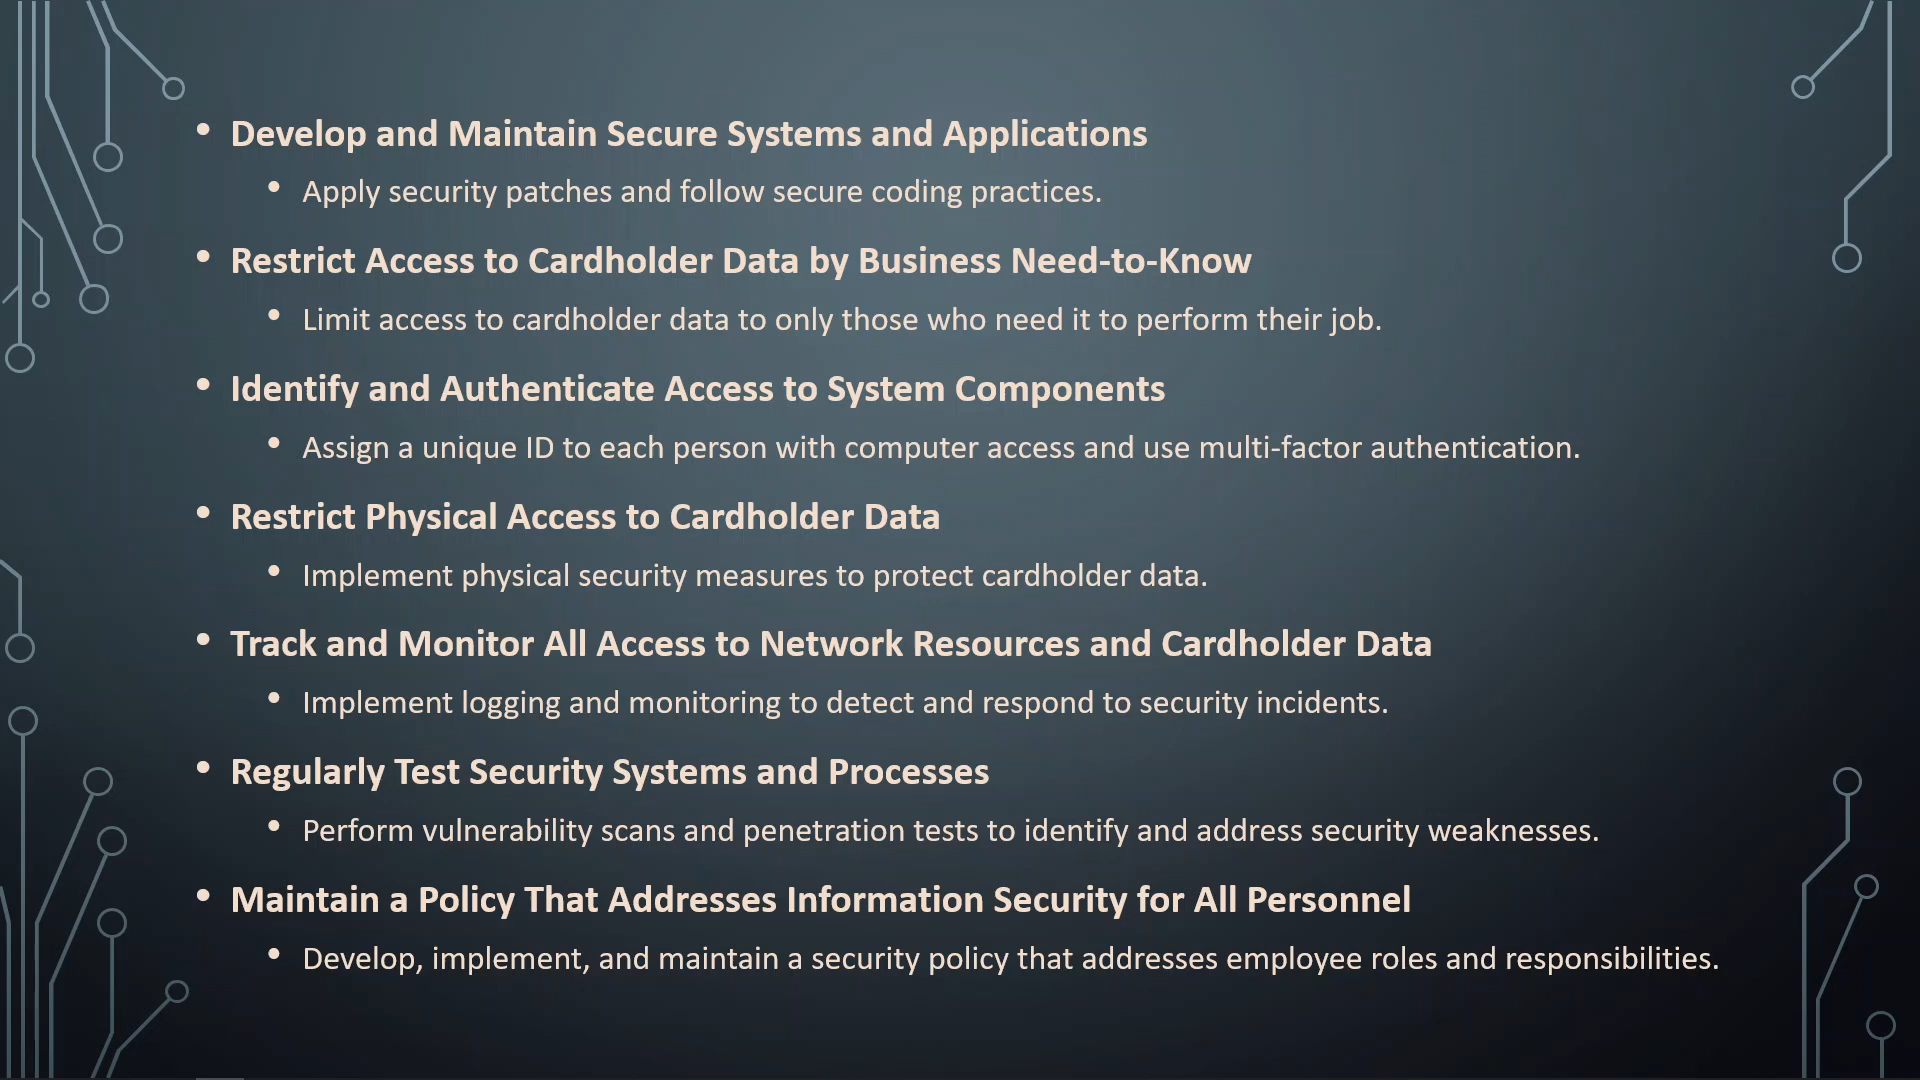 • Develop and Maintain Secure Systems and Applications
• Apply security patches and follow secure coding practices.
• Restrict Access to Cardholder Data by Business Need-to-Know
• Limit access to cardholder data to only those who need it to perform their job.
• Identify and Authenticate Access to System Components
• Assign a unique ID to each person with computer access and use multi-factor authentication.
• Restrict Physical Access to Cardholder Data
• Implement physical security measures to protect cardholder data.
• Track and Monitor All Access to Network Resources and Cardholder Data
• Implement logging and monitoring to detect and respond to security incidents.
• Regularly Test Security Systems and Processes
• Perform vulnerability scans and penetration tests to identify and address security weaknesses.
• Maintain a Policy That Addresses Information Security for All Personnel
• Develop, implement, and maintain a security policy that addresses employee roles and responsibilities.